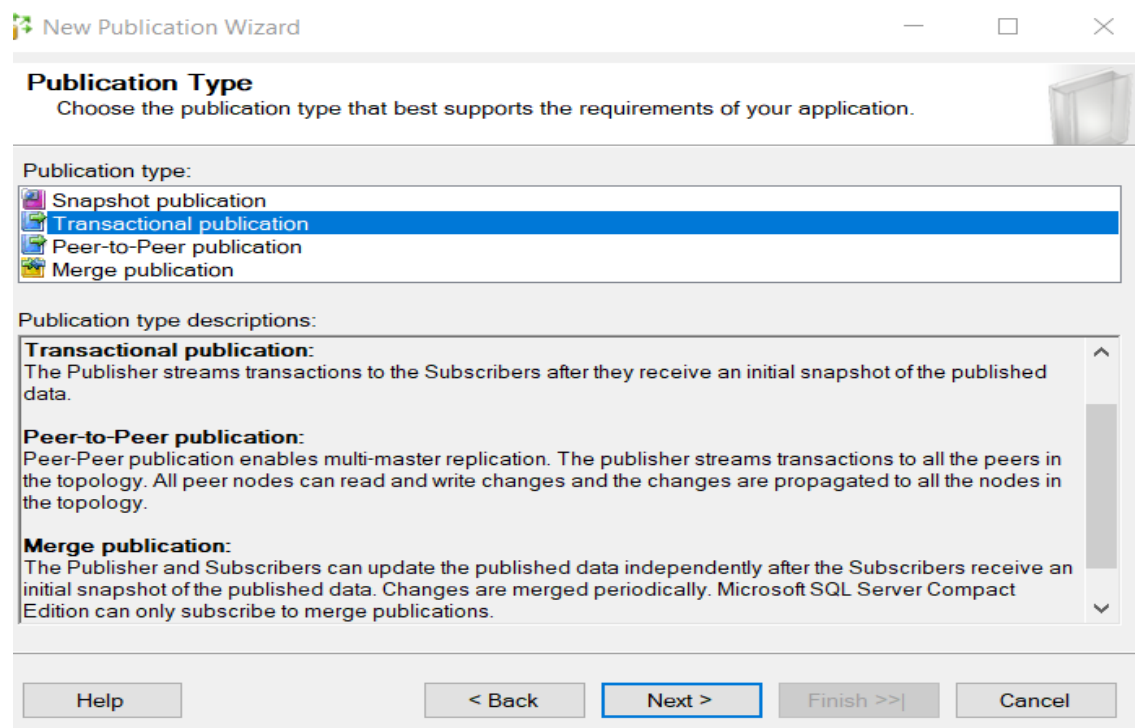 New Publication Wizard
Publication Type
Choose the publication type that best supports the requirements of your application.
Publication type:
Snapshot publication
Transactional publication
Peer-to-Peer publication
Merge publication
Publication type descriptions:
Transactional publication:
The Publisher streams transactions to the Subscribers after they receive an initial snapshot of the published
data.
Peer-to-Peer publication:
Peer-Peer publication enables multi-master replication. The publisher streams transactions to all the peers in
the topology. All peer nodes can read and write changes and the changes are propagated to all the nodes in
the topology.
Merge publication:
The Publisher and Subscribers can update the published data independently after the Subscribers receive an
initial snapshot of the published data. Changes are merged periodically. Microsoft SQL Server Compact
Edition can only subscribe to merge publications.
Help < Back Next > Finish >>| Cancel